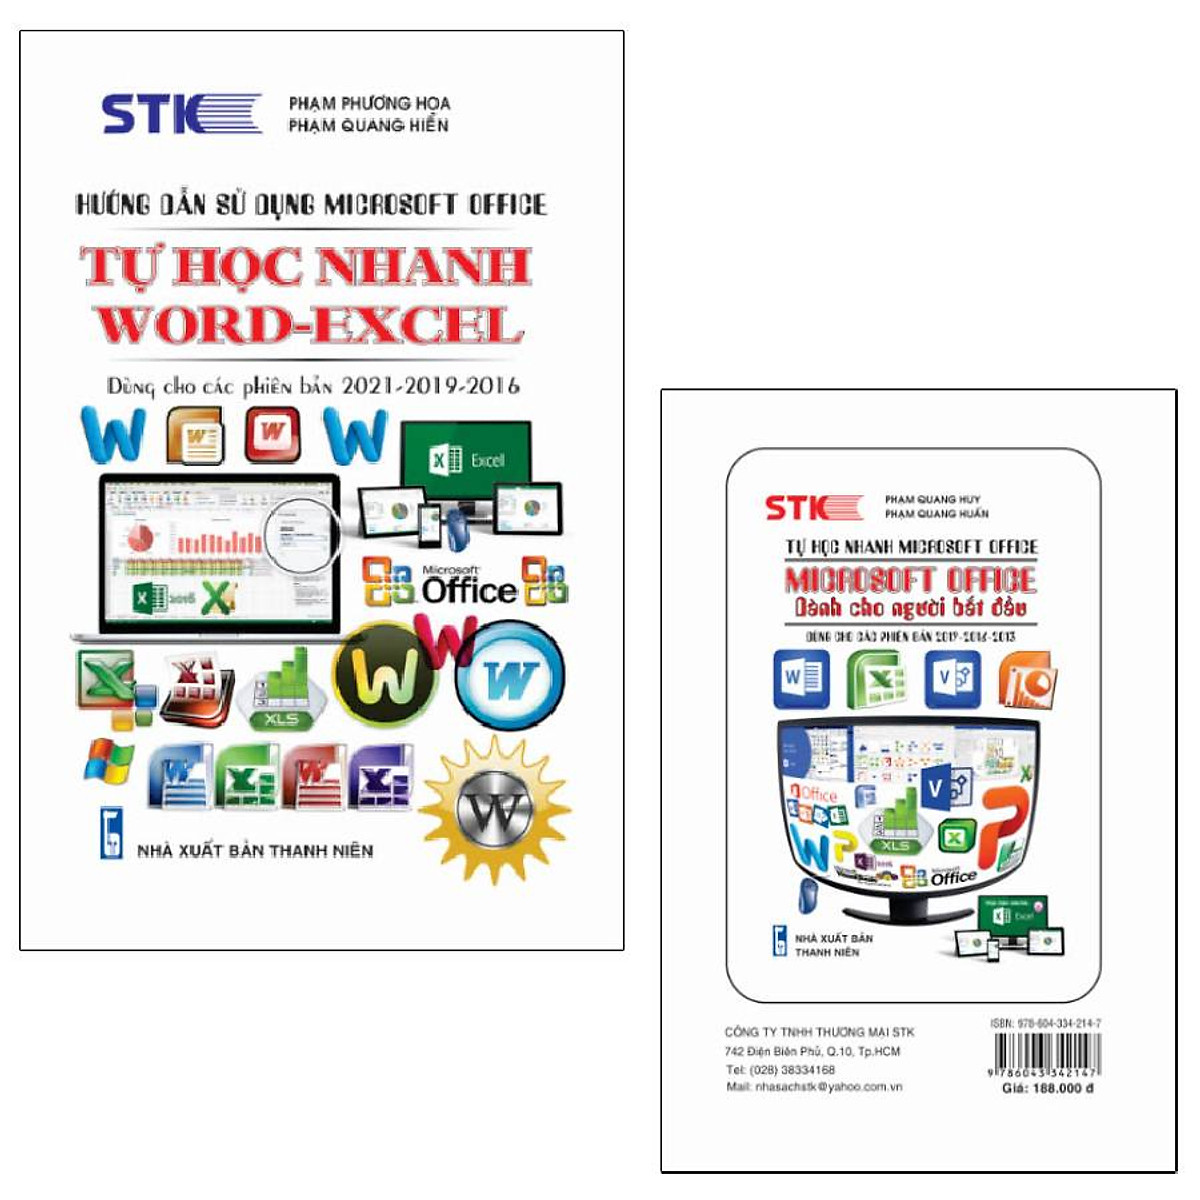 STK
PHẠM PHƯƠNG HOA
PHẠM QUANG HIỂN
HƯỚNG DẪN SỬ DỤNG MICROSOFT OFFICE
TỰ HỌC NHANH
WORD-EXCEL
Dùng cho các phiên bản 2021-2019-2016
W
W
W
W
Excel
2016
Microsoft
Office
W
W
W
XLS
W
NHÀ XUẤT BẢN THANH NIÊN
STK
PHẠM QUANG HUY
PHẠM QUANG HUẤN
TỰ HỌC NHANH MICROSOFT OFFICE
MICROSOFT OFFICE
Dành cho người bắt đầu
DÙNG CHO CÁC PHIÊN BẢN 2019-2016-2013
W
V
Office
V
XLS
W
P
P
Office
Excel
NHÀ XUẤT BẢN
THANH NIÊN
CÔNG TY TNHH THƯƠNG MẠI STK
742 Điện Biên Phủ, Q.10, Tp.HCM
Tel: (028) 38334168
Mail: nhasachstk@yahoo.com.vn
ISBN: 978-604-334-214-7
9 786043 342147
Giá: 188.000 đ